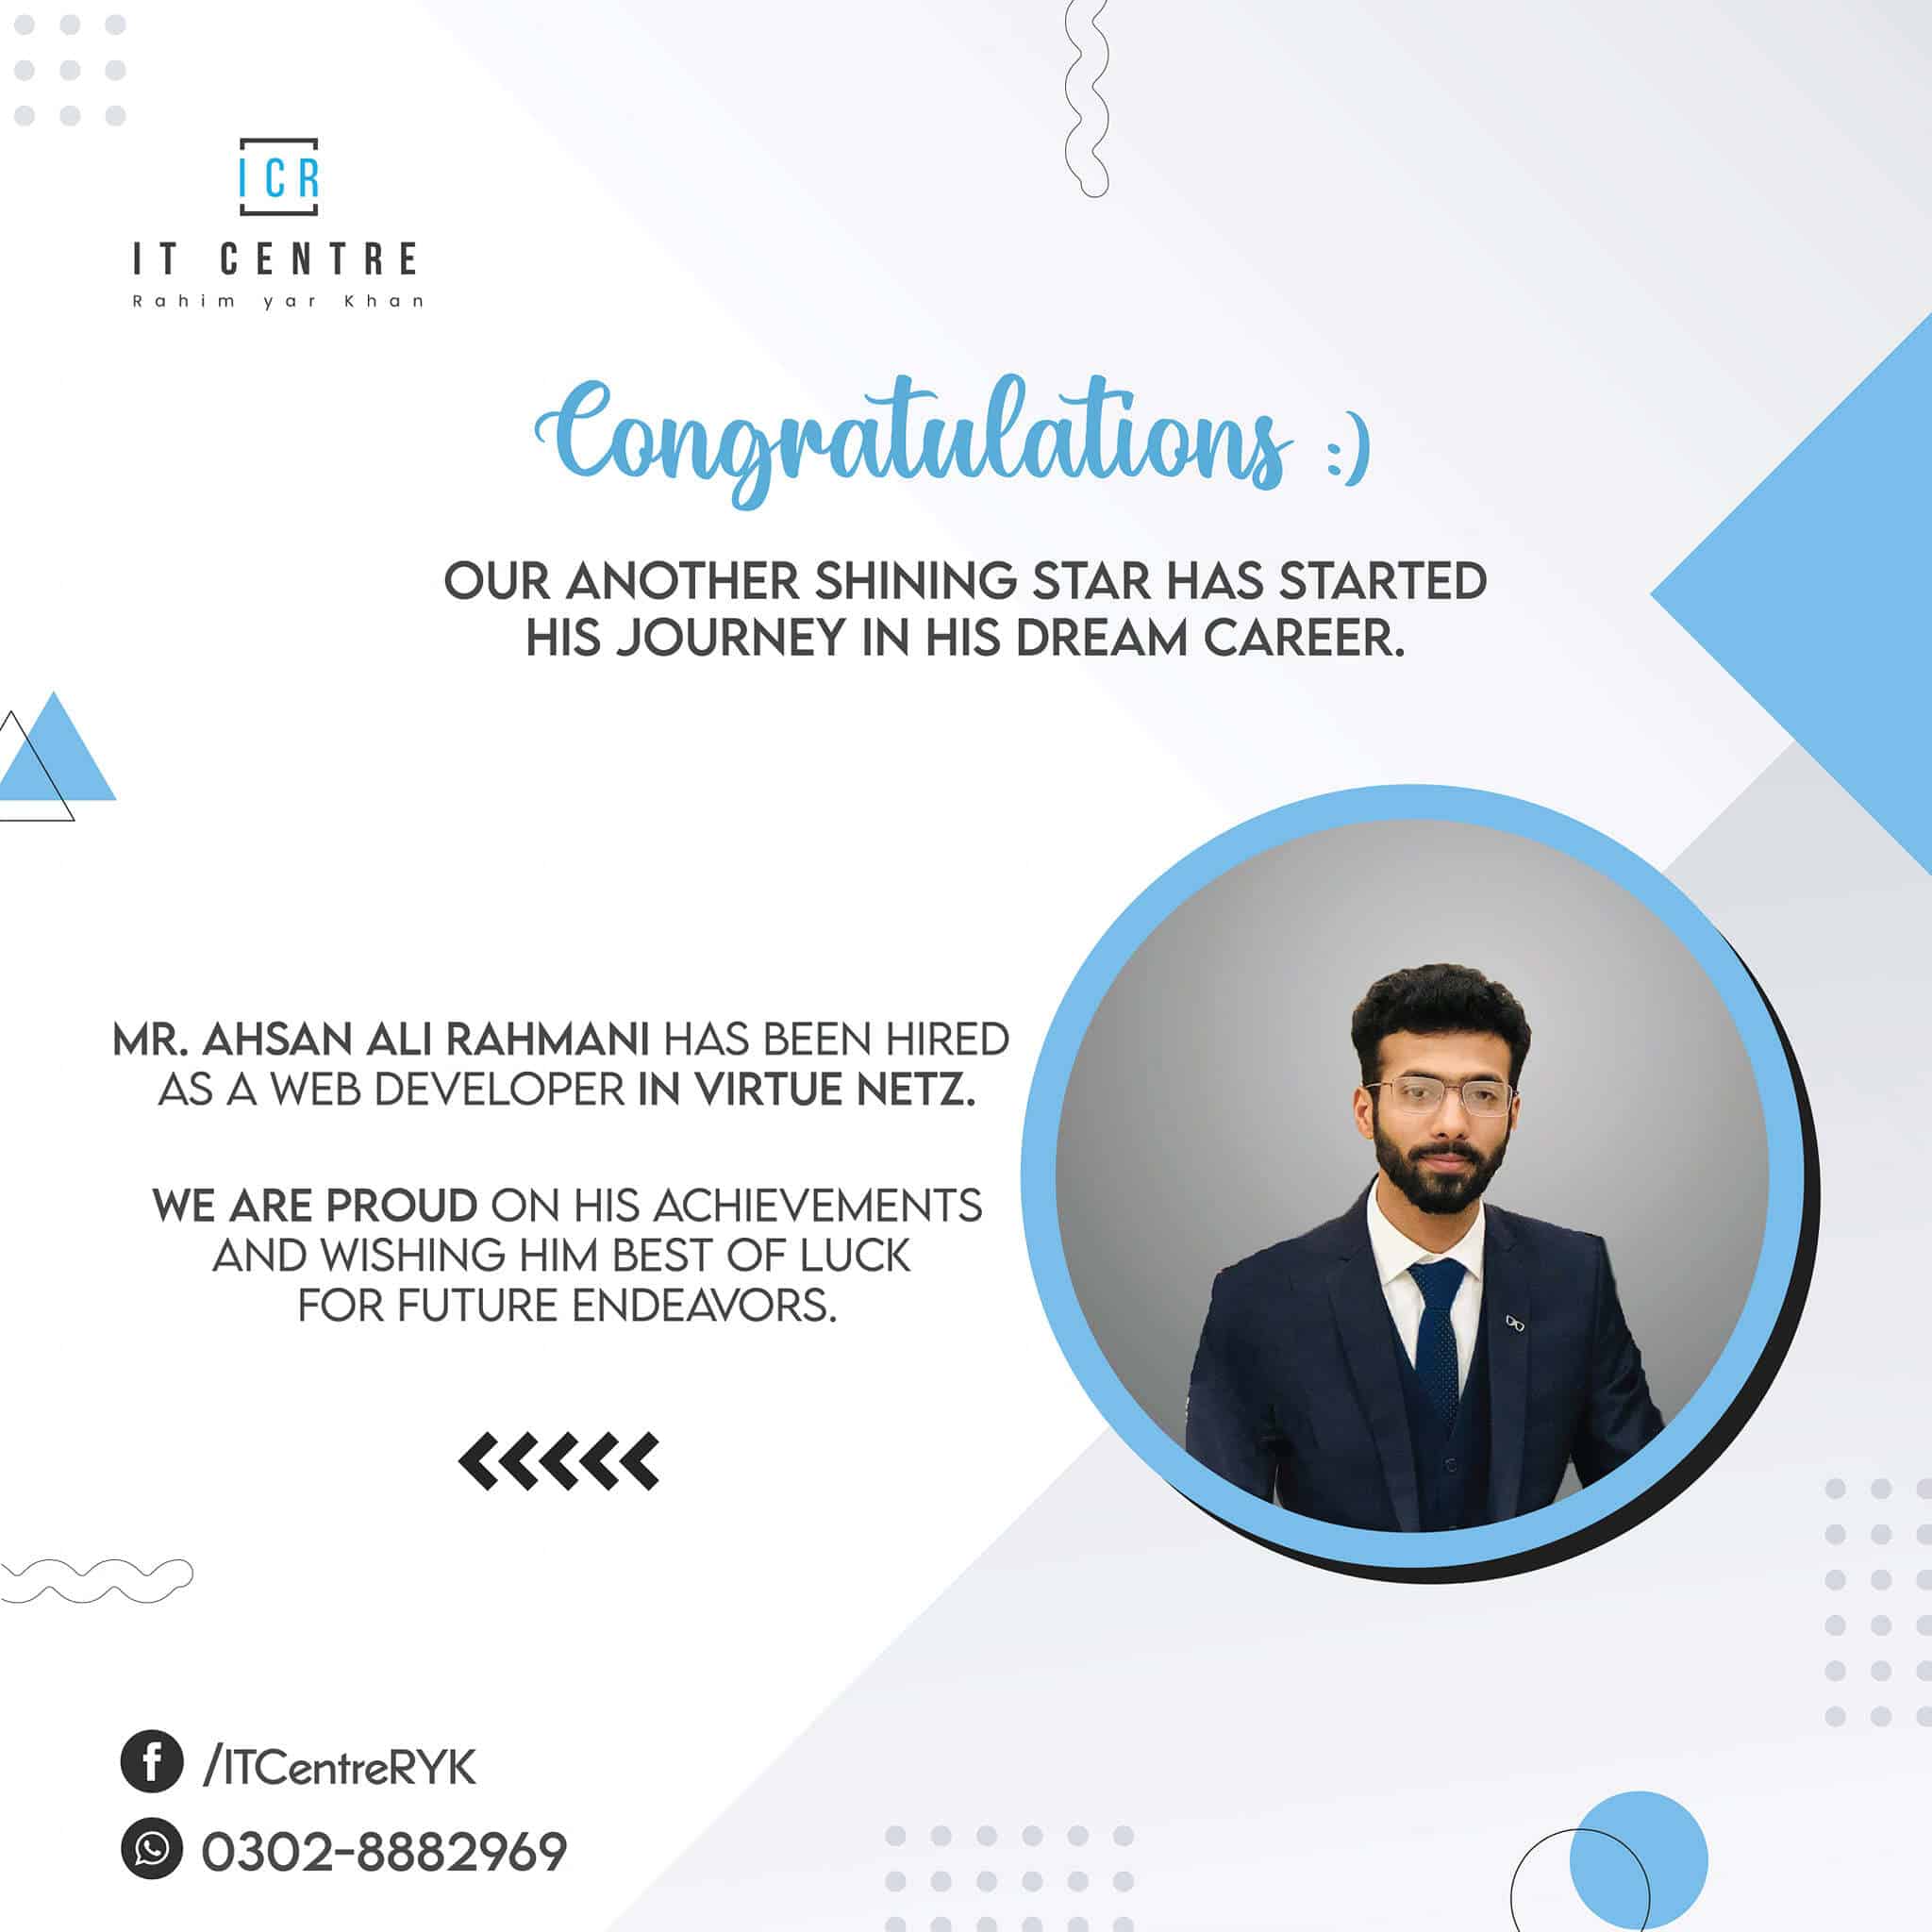 ICR
IT CENTRE
Rahim yar Khan
Congratulations :)
OUR ANOTHER SHINING STAR HAS STARTED
HIS JOURNEY IN HIS DREAM CAREER.
MR. AHSAN ALI RAHMANI HAS BEEN HIRED
AS A WEB DEVELOPER IN VIRTUE NETZ.
WE ARE PROUD ON HIS ACHIEVEMENTS
AND WISHING HIM BEST OF LUCK
FOR FUTURE ENDEAVORS.
/ITCentreRYK
0302-8882969